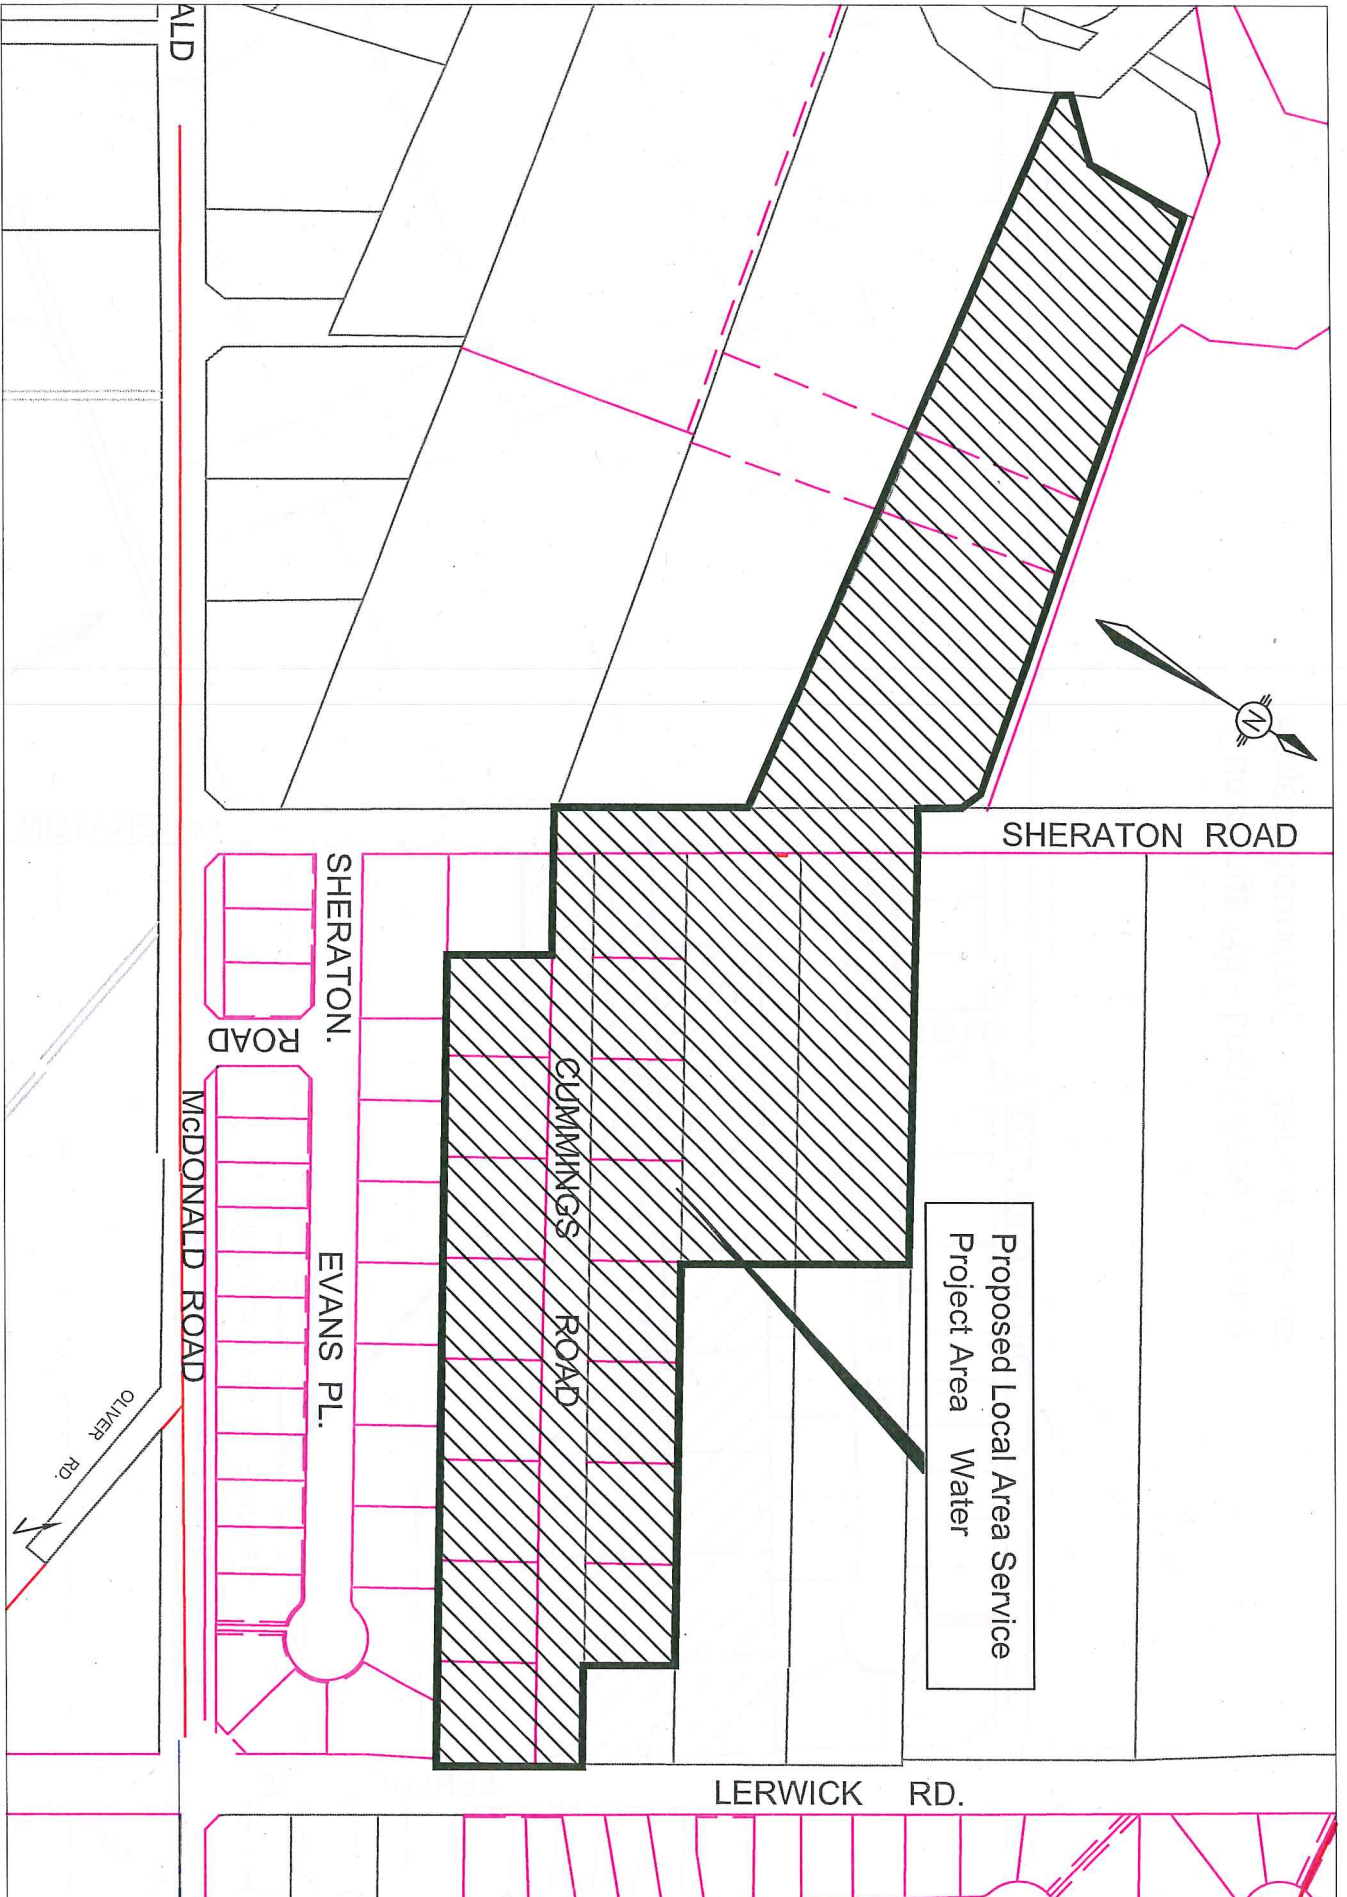 ALD
SHERATON ROAD
SHERATON.
ROAD
McDONALD ROAD
EVANS PL.
CUMMINGS ROAD
OLIVER RD.
Proposed Local Area Service
Project Area Water
LERWICK RD.
N